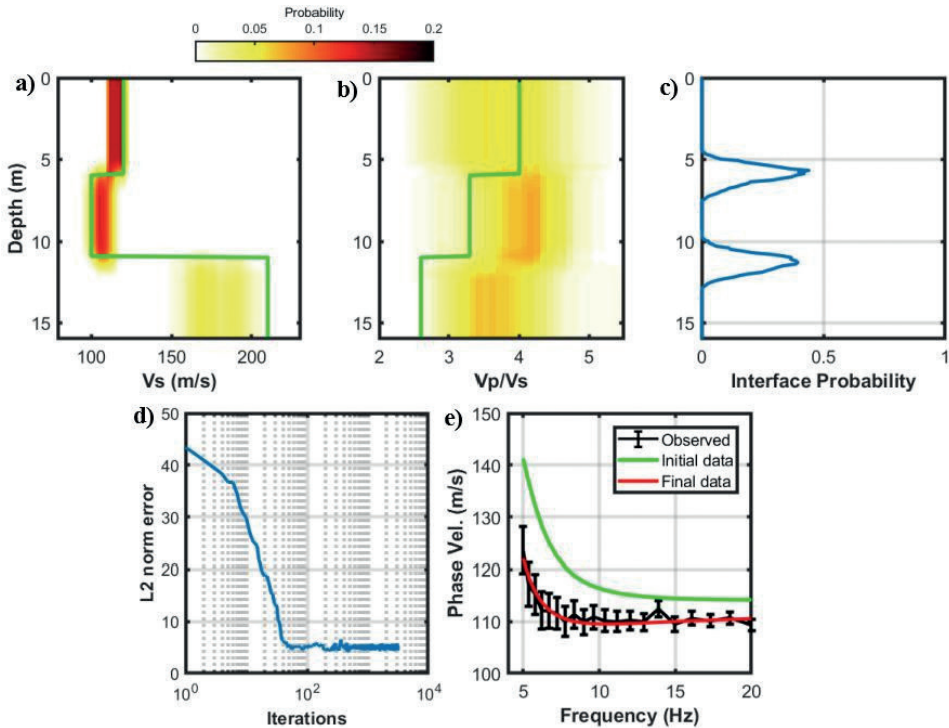 Probability
0 0.05 0.1 0.15 0.2
a)
0
5
10
15
Depth (m)
100 150 200
Vs (m/s)
b)
0
5
10
15
2 3 4 5
Vp/Vs
c)
0
5
10
15
0 0.5 1
Interface Probability
d)
50
40
30
20
10
0
L2 norm error
10^0 10^2 10^4
Iterations
e)
150
140
130
120
110
100
Phase Vel. (m/s)
Observed
Initial data
Final data
5 10 15 20
Frequency (Hz)